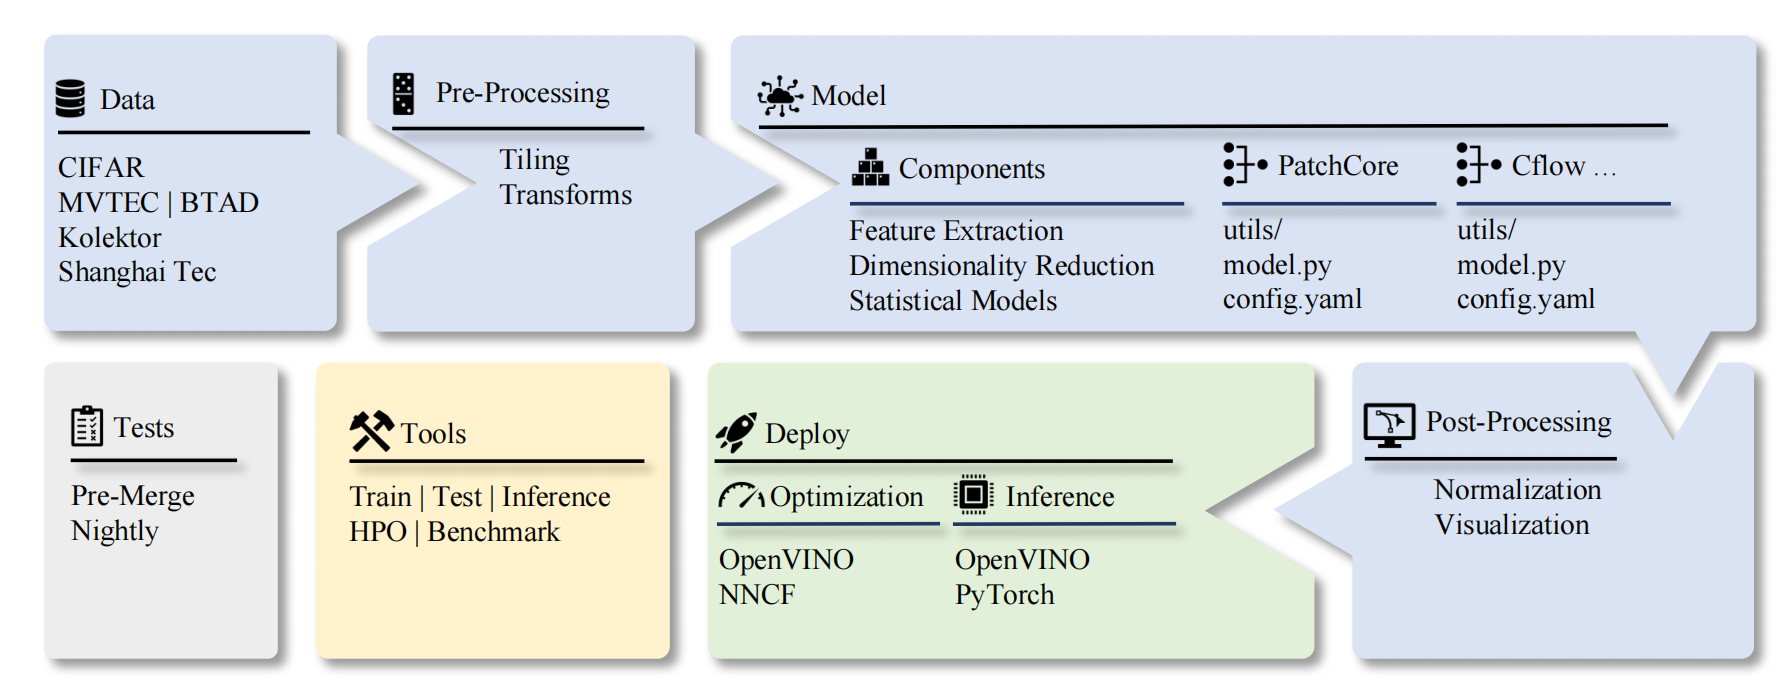 Data
CIFAR
MVTEC | BTAD
Kolektor
Shanghai Tec
Pre-Processing
Tiling
Transforms
Model
Components
Feature Extraction
Dimensionality Reduction
Statistical Models
PatchCore
utils/
model.py
config.yaml
Cflow ...
utils/
model.py
config.yaml
Tests
Pre-Merge
Nightly
Tools
Train | Test | Inference
HPO | Benchmark
Deploy
Optimization
OpenVINO
NNCF
Inference
OpenVINO
PyTorch
Post-Processing
Normalization
Visualization